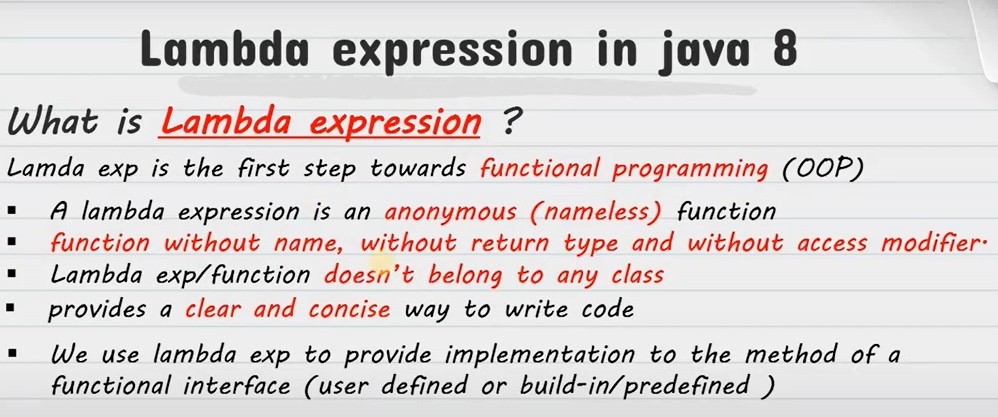 Lambda expression in java 8
What is Lambda expression ?
Lamda exp is the first step towards functional programming (OOP)
▪ A lambda expression is an anonymous (nameless) function
▪ function without name, without return type and without access modifier.
▪ Lambda exp/function doesn't belong to any class
▪ provides a clear and concise way to write code
▪ We use lambda exp to provide implementation to the method of a
functional interface (user defined or build-in/predefined )